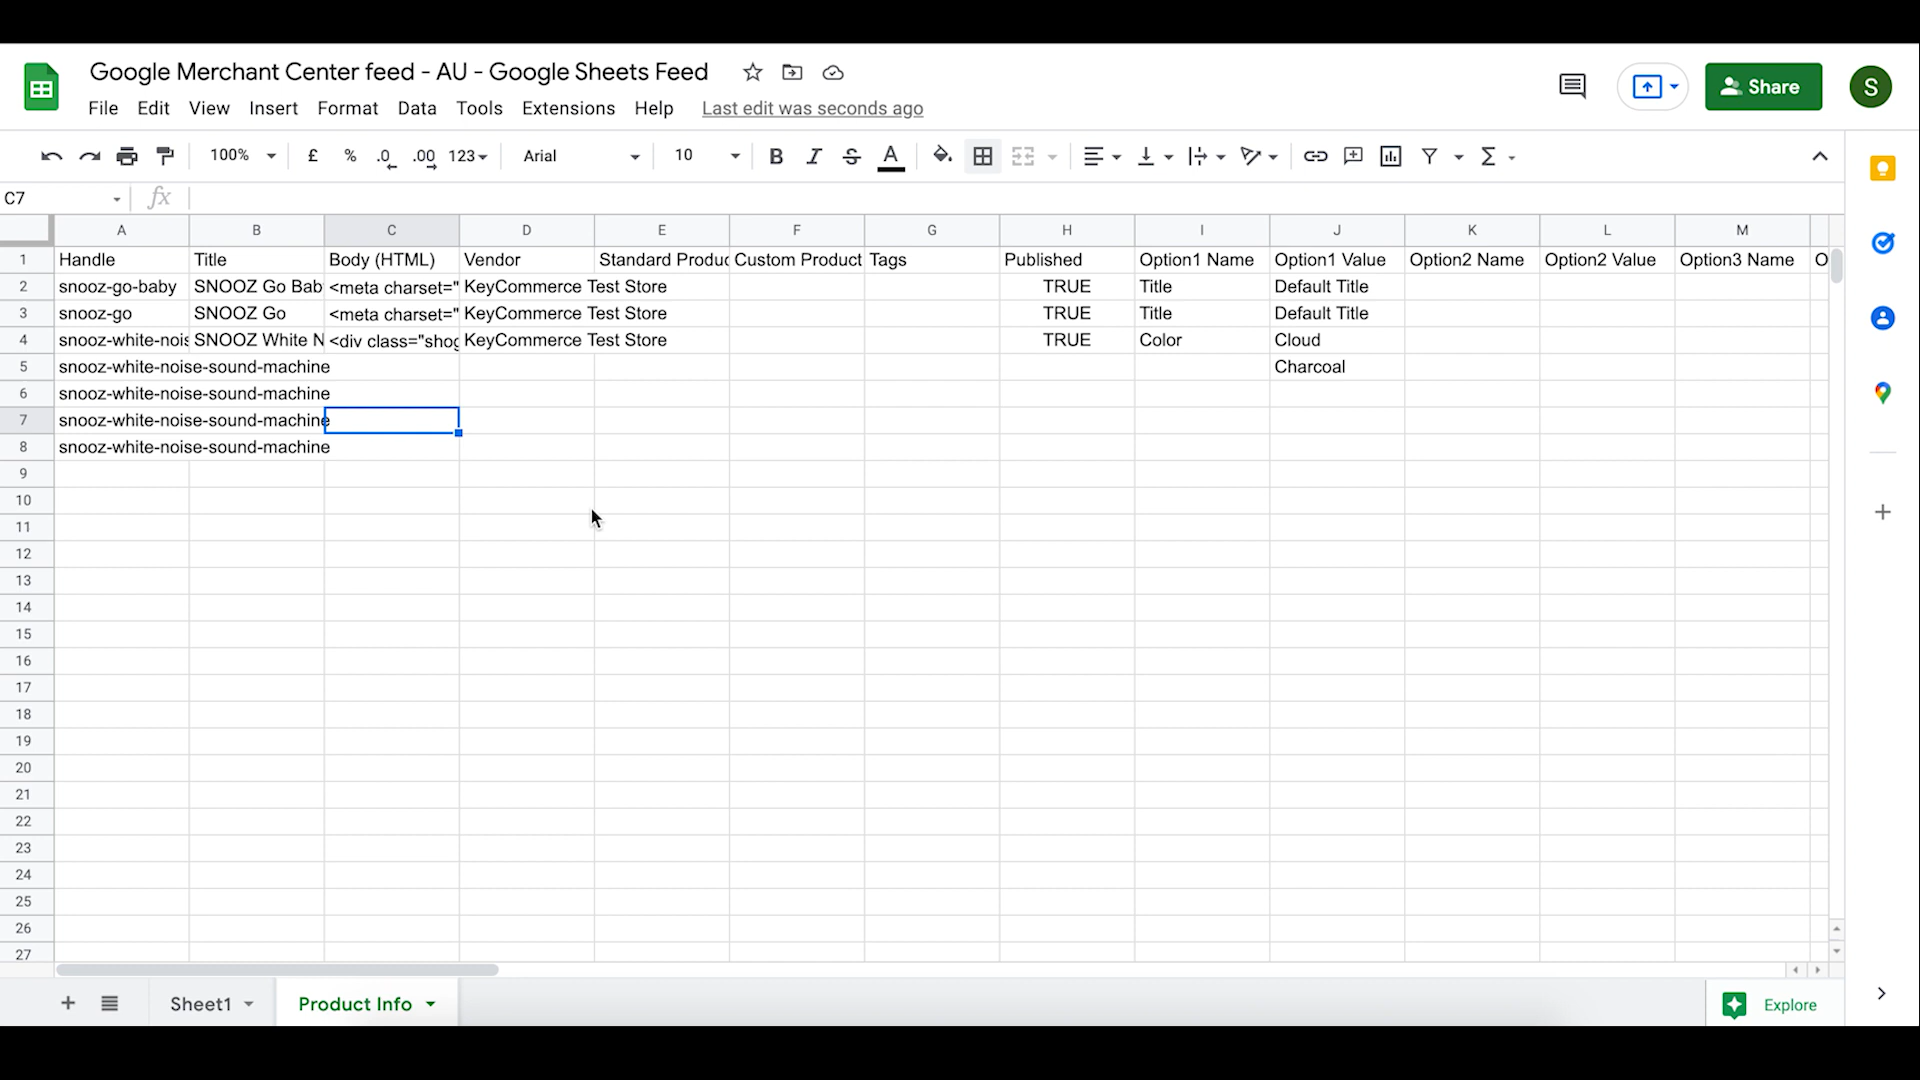 Google Merchant Center feed - AU - Google Sheets Feed
Share
S
File Edit View Insert Format Data Tools Extensions Help Last edit was seconds ago
100% £ % .0 .00 123 Arial 10 B I S A Σ
C7 fx
A B C D E F G H I J K L M
1 Handle Title Body (HTML) Vendor Standard Produc Custom Product Tags Published Option1 Name Option1 Value Option2 Name Option2 Value Option3 Name O
2 snooz-go-baby SNOOZ Go Bab <meta charset=" KeyCommerce Test Store TRUE Title Default Title
3 snooz-go SNOOZ Go <meta charset=" KeyCommerce Test Store TRUE Title Default Title
4 snooz-white-nois SNOOZ White N <div class="shog KeyCommerce Test Store TRUE Color Cloud
5 snooz-white-noise-sound-machine Charcoal
6 snooz-white-noise-sound-machine
7 snooz-white-noise-sound-machine
8 snooz-white-noise-sound-machine
9
10
11
12
13
14
15
16
17
18
19
20
21
22
23
24
25
26
27
Sheet1 Product Info Explore